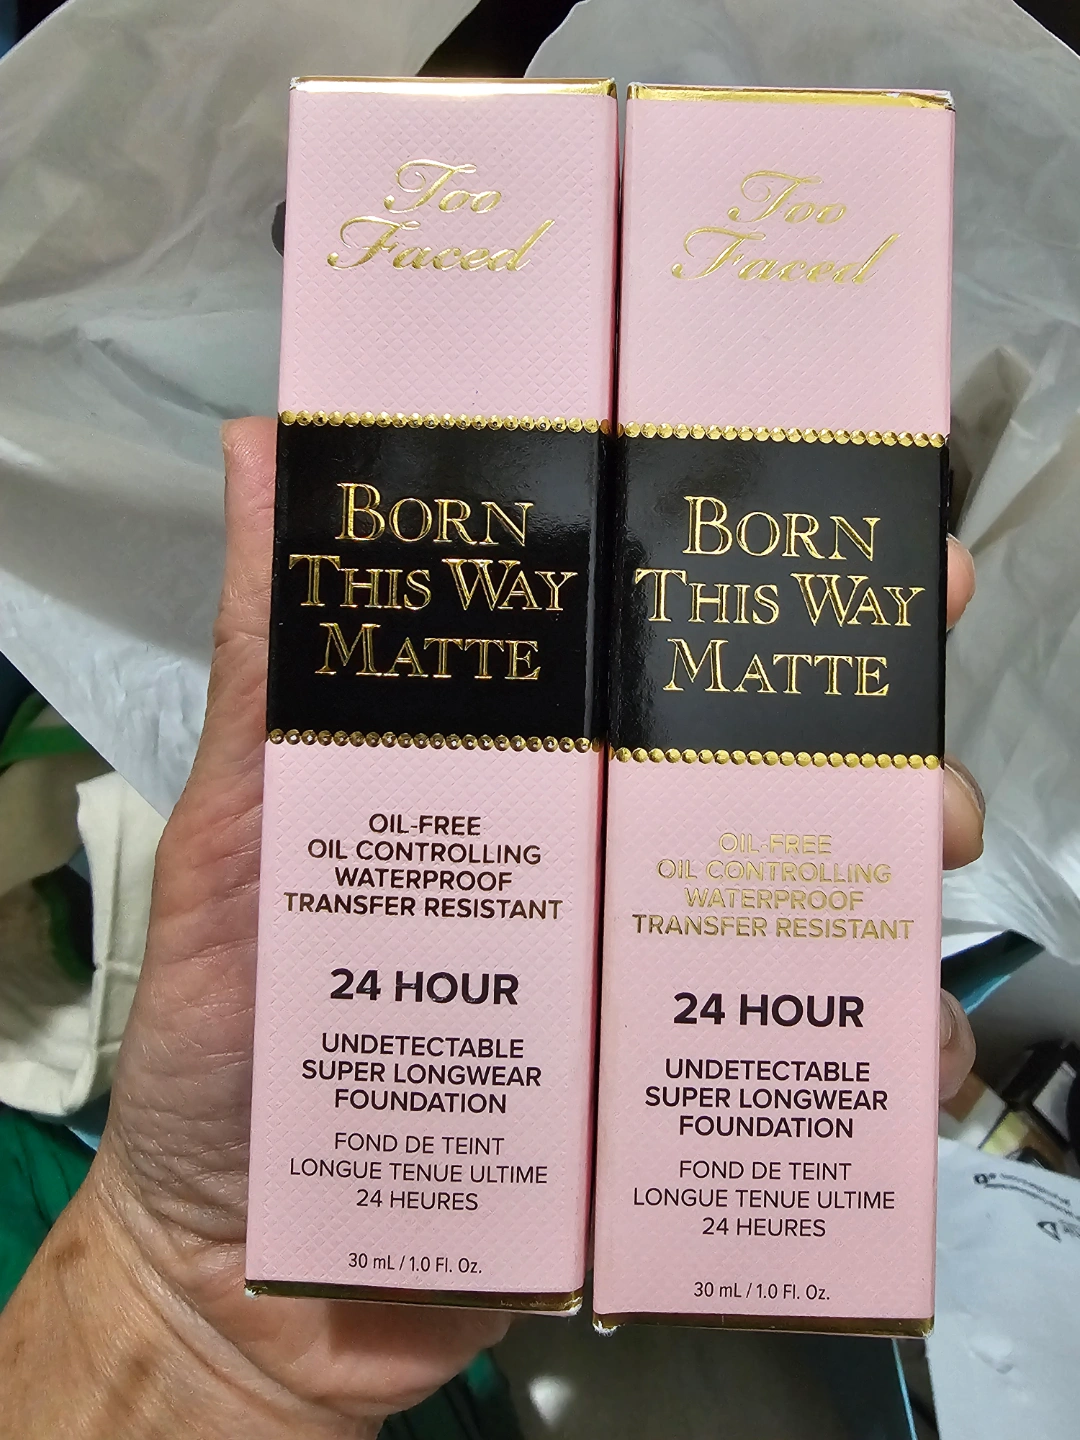 Too
Faced
BORN
THIS WAY
MATTE
OIL-FREE
OIL CONTROLLING
WATERPROOF
TRANSFER RESISTANT
24 HOUR
UNDETECTABLE
SUPER LONGWEAR
FOUNDATION
FOND DE TEINT
LONGUE TENUE ULTIME
24 HEURES
30 mL / 1.0 Fl. Oz.
Too
Faced
BORN
THIS WAY
MATTE
OIL-FREE
OIL CONTROLLING
WATERPROOF
TRANSFER RESISTANT
24 HOUR
UNDETECTABLE
SUPER LONGWEAR
FOUNDATION
FOND DE TEINT
LONGUE TENUE ULTIME
24 HEURES
30 mL / 1.0 Fl. Oz.